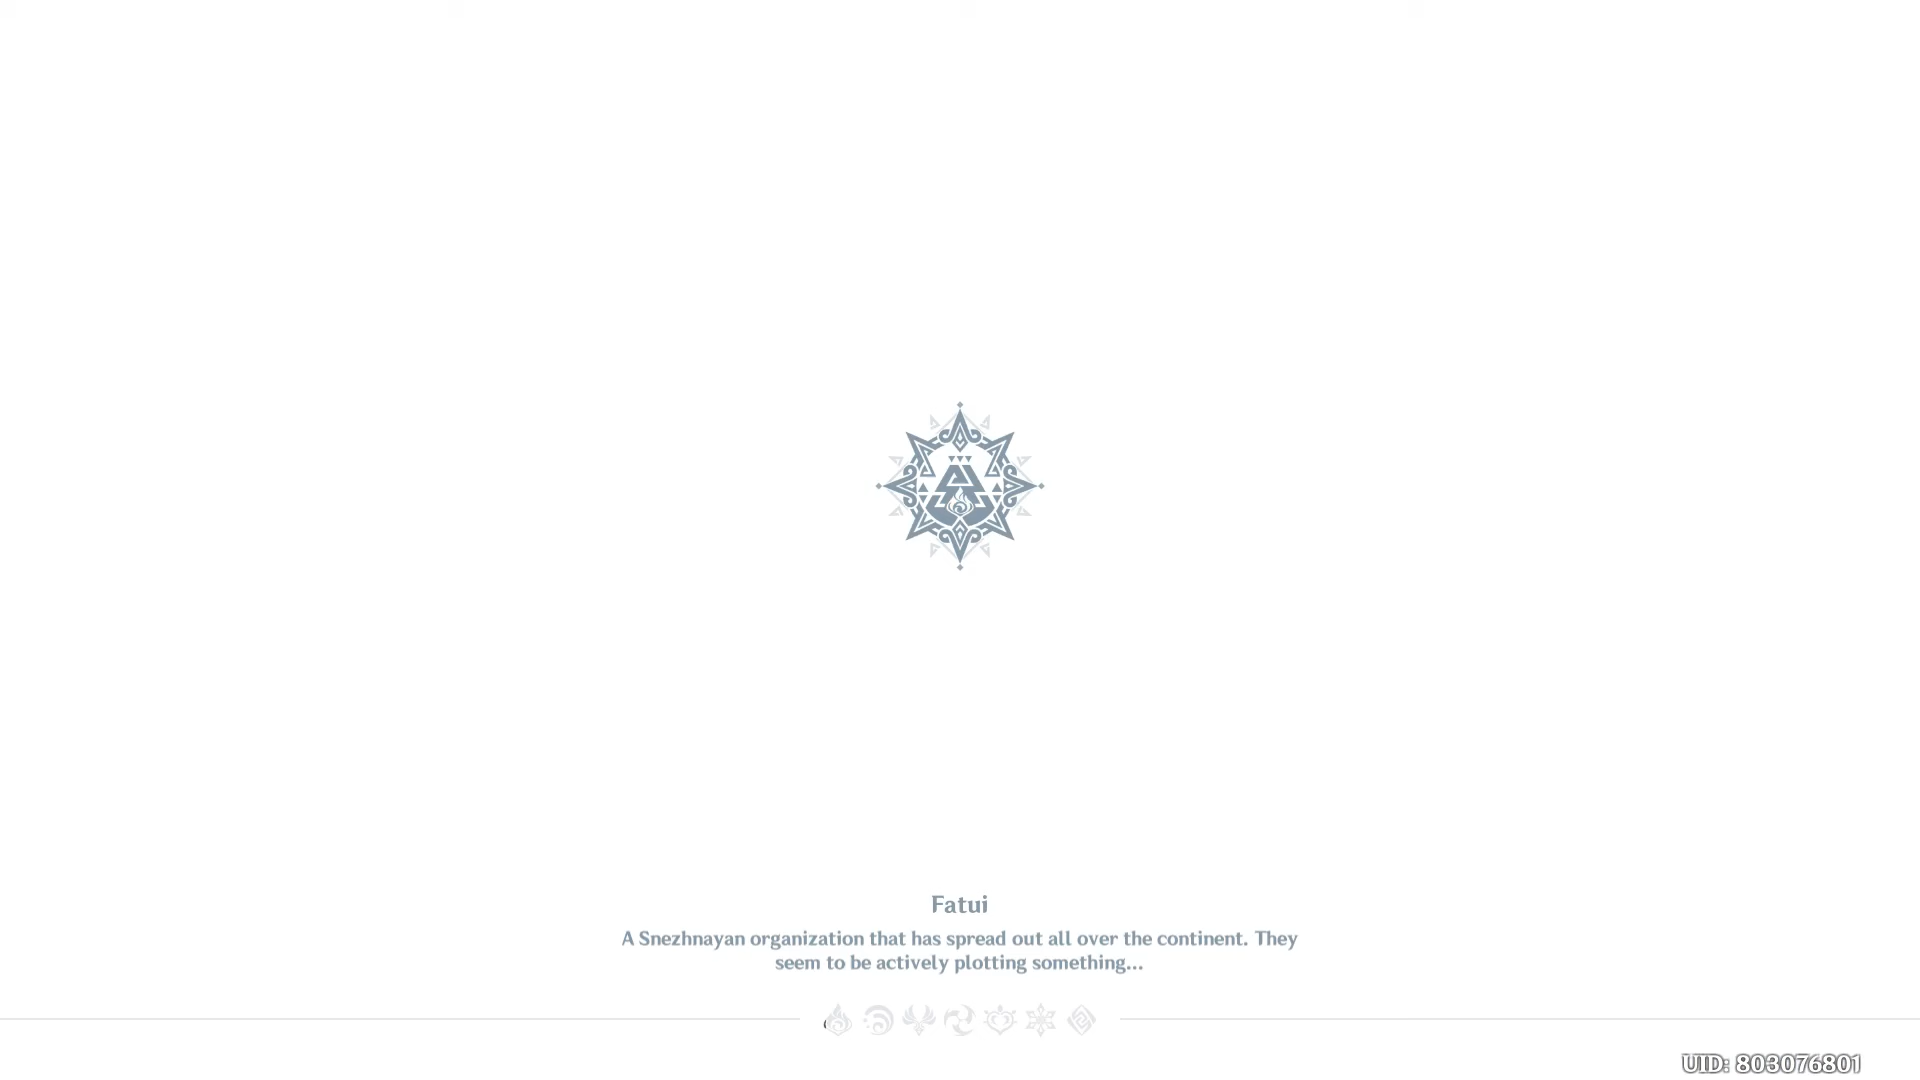 Fatui
A Snezhnayan organization that has spread out all over the continent. They
seem to be actively plotting something...
UID: 803076801